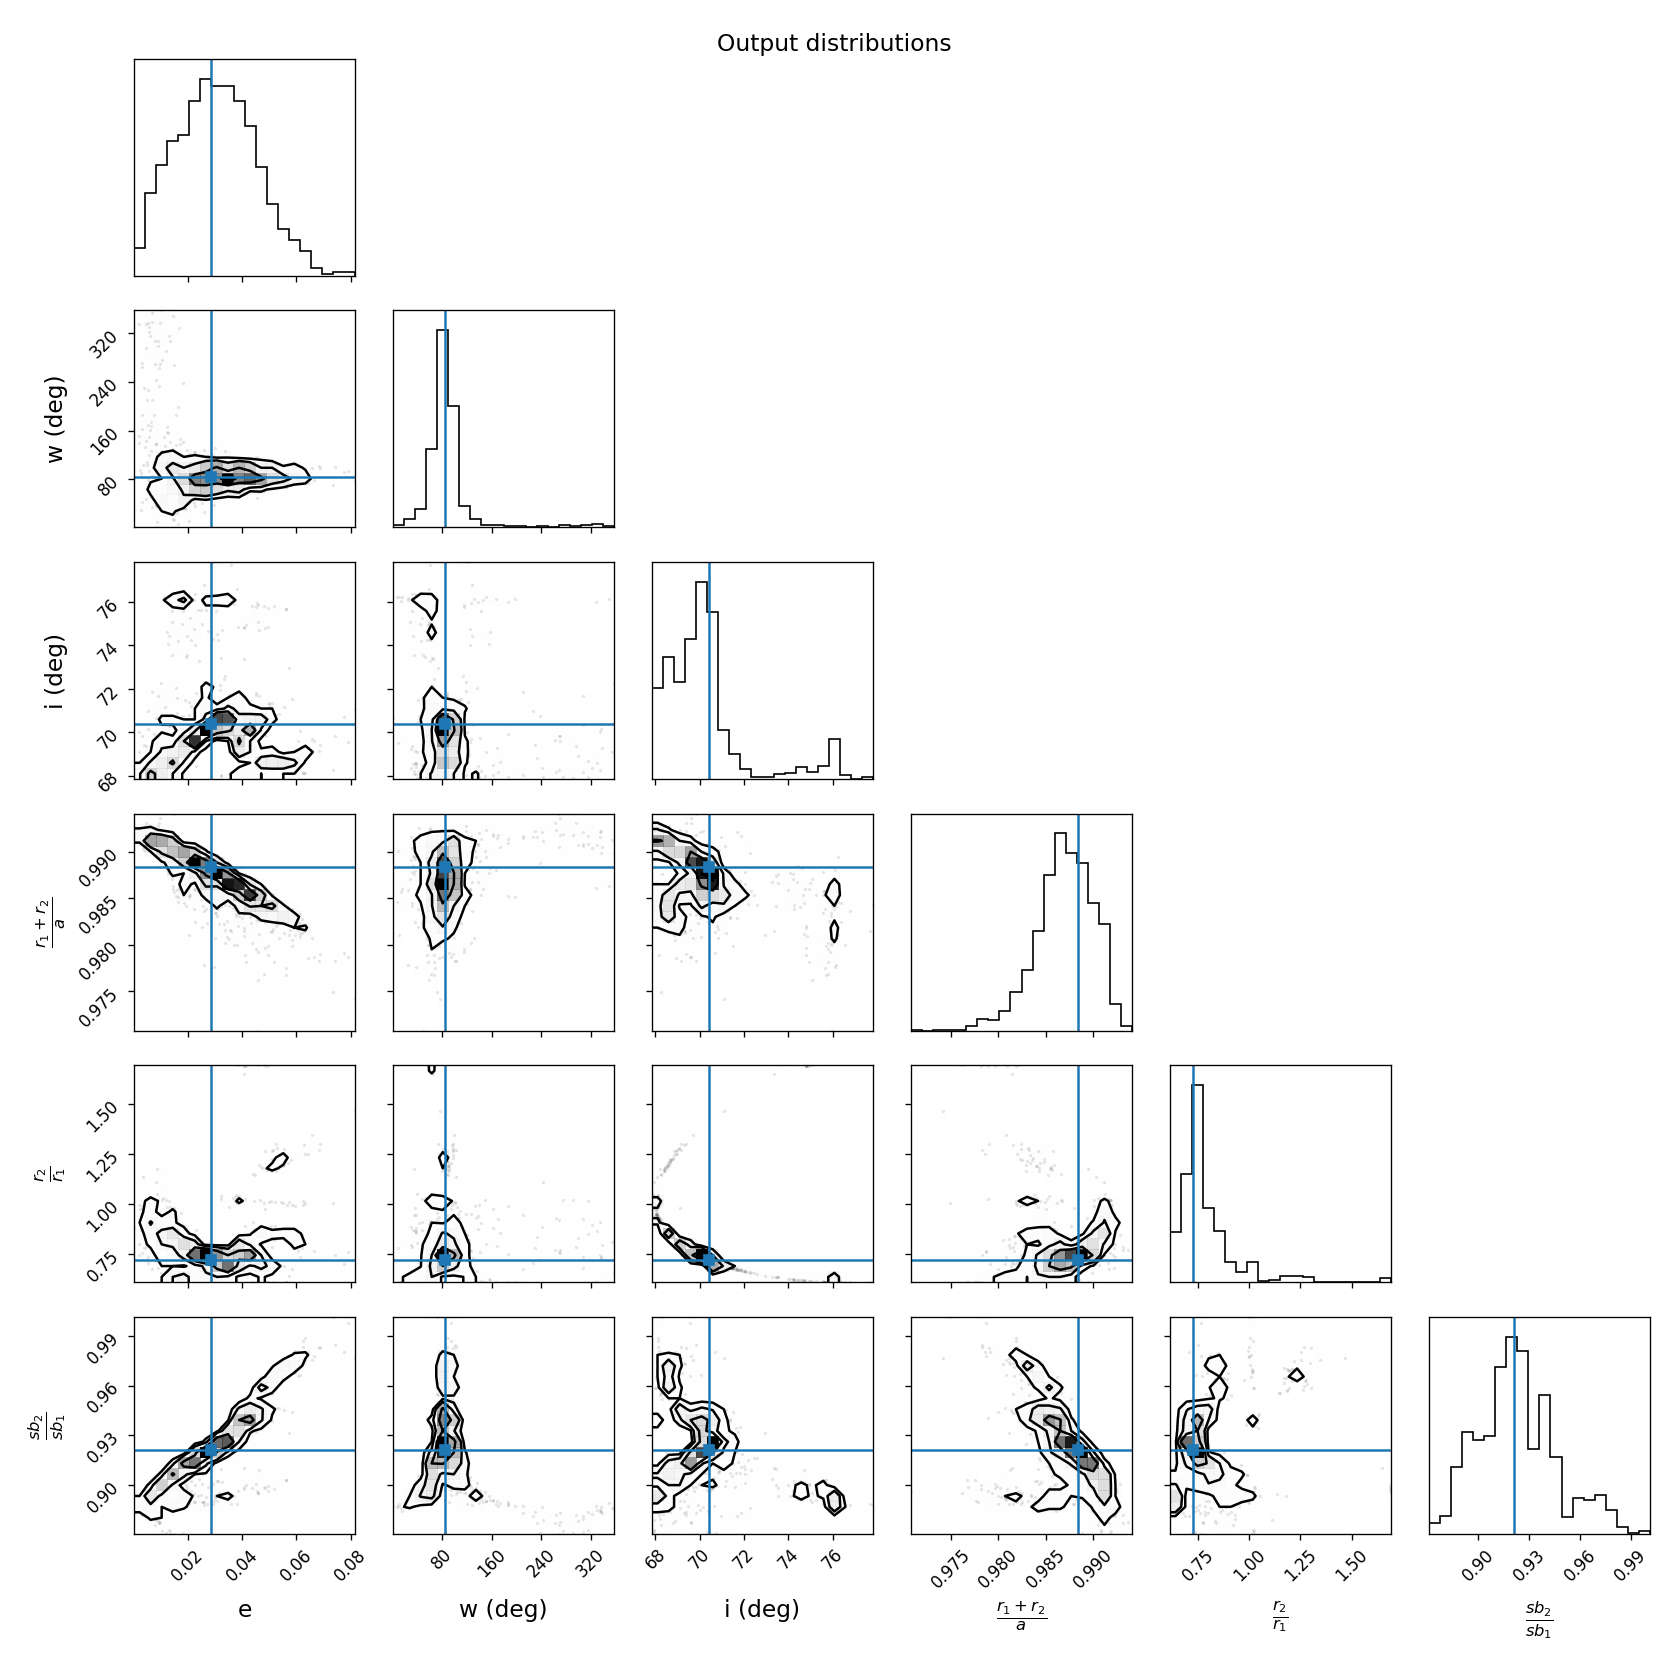 Output distributions
w (deg)
320
240
160
80
i (deg)
76
74
72
70
68
r₁ + r₂
a
0.990
0.985
0.980
0.975
r₂
r₁
1.50
1.25
1.00
0.75
sb₂
sb₁
0.99
0.96
0.93
0.90
0.02 0.04 0.06 0.08 80 160 240 320 68 70 72 74 76 0.975 0.980 0.985 0.990 0.75 1.00 1.25 1.50 0.90 0.93 0.96 0.99
e w (deg) i (deg) r₁ + r₂ r₂ sb₂
a r₁ sb₁